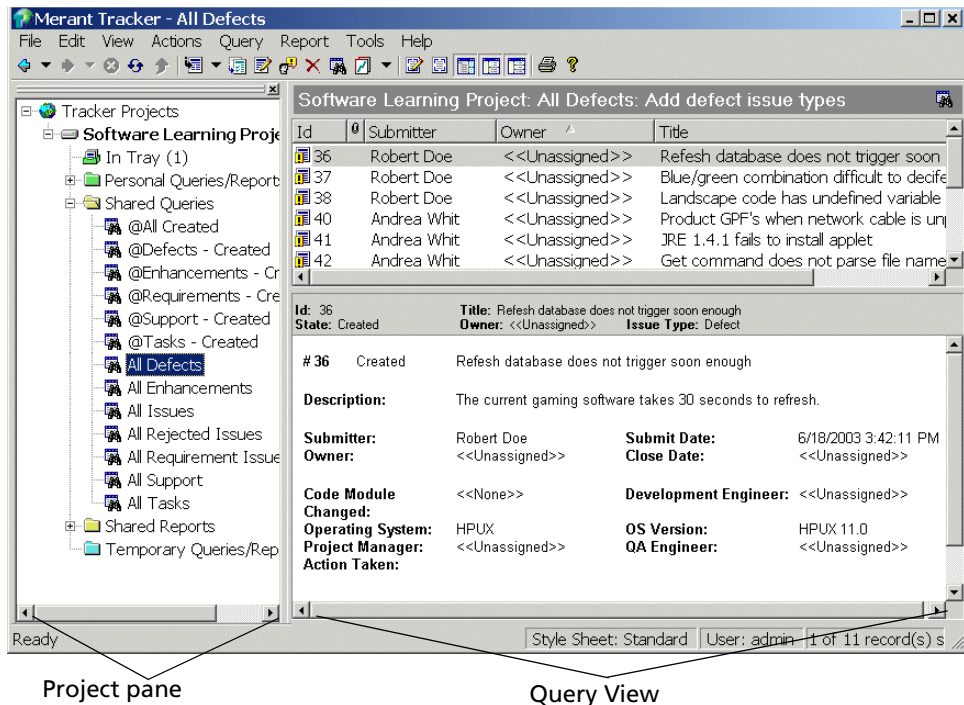 Merant Tracker - All Defects
File Edit View Actions Query Report Tools Help
Tracker Projects
Software Learning Proje
In Tray (1)
Personal Queries/Report:
Shared Queries
@All Created
@Defects - Created
@Enhancements - Cr
@Requirements - Cre
@Support - Created
@Tasks - Created
All Defects
All Enhancements
All Issues
All Rejected Issues
All Requirement Issue
All Support
All Tasks
Shared Reports
Temporary Queries/Rep
Software Learning Project: All Defects: Add defect issue types
Id Submitter Owner Title
36 Robert Doe <<Unassigned>> Refesh database does not trigger soon
37 Robert Doe <<Unassigned>> Blue/green combination difficult to decife
38 Robert Doe <<Unassigned>> Landscape code has undefined variable
40 Andrea Whit <<Unassigned>> Product GPF's when network cable is unp
41 Andrea Whit <<Unassigned>> JRE 1.4.1 fails to install applet
42 Andrea Whit <<Unassigned>> Get command does not parse file name
Id: 36 Title: Refesh database does not trigger soon enough
State: Created Owner: <<Unassigned>> Issue Type: Defect
# 36 Created Refesh database does not trigger soon enough
Description: The current gaming software takes 30 seconds to refresh.
Submitter: Robert Doe Submit Date: 6/18/2003 3:42:11 PM
Owner: <<Unassigned>> Close Date: <<Unassigned>>
Code Module <<None>> Development Engineer: <<Unassigned>>
Changed:
Operating System: HPUX OS Version: HPUX 11.0
Project Manager: <<Unassigned>> QA Engineer: <<Unassigned>>
Action Taken:
Ready Style Sheet: Standard User: admin 1 of 11 record(s) s
Project pane Query View